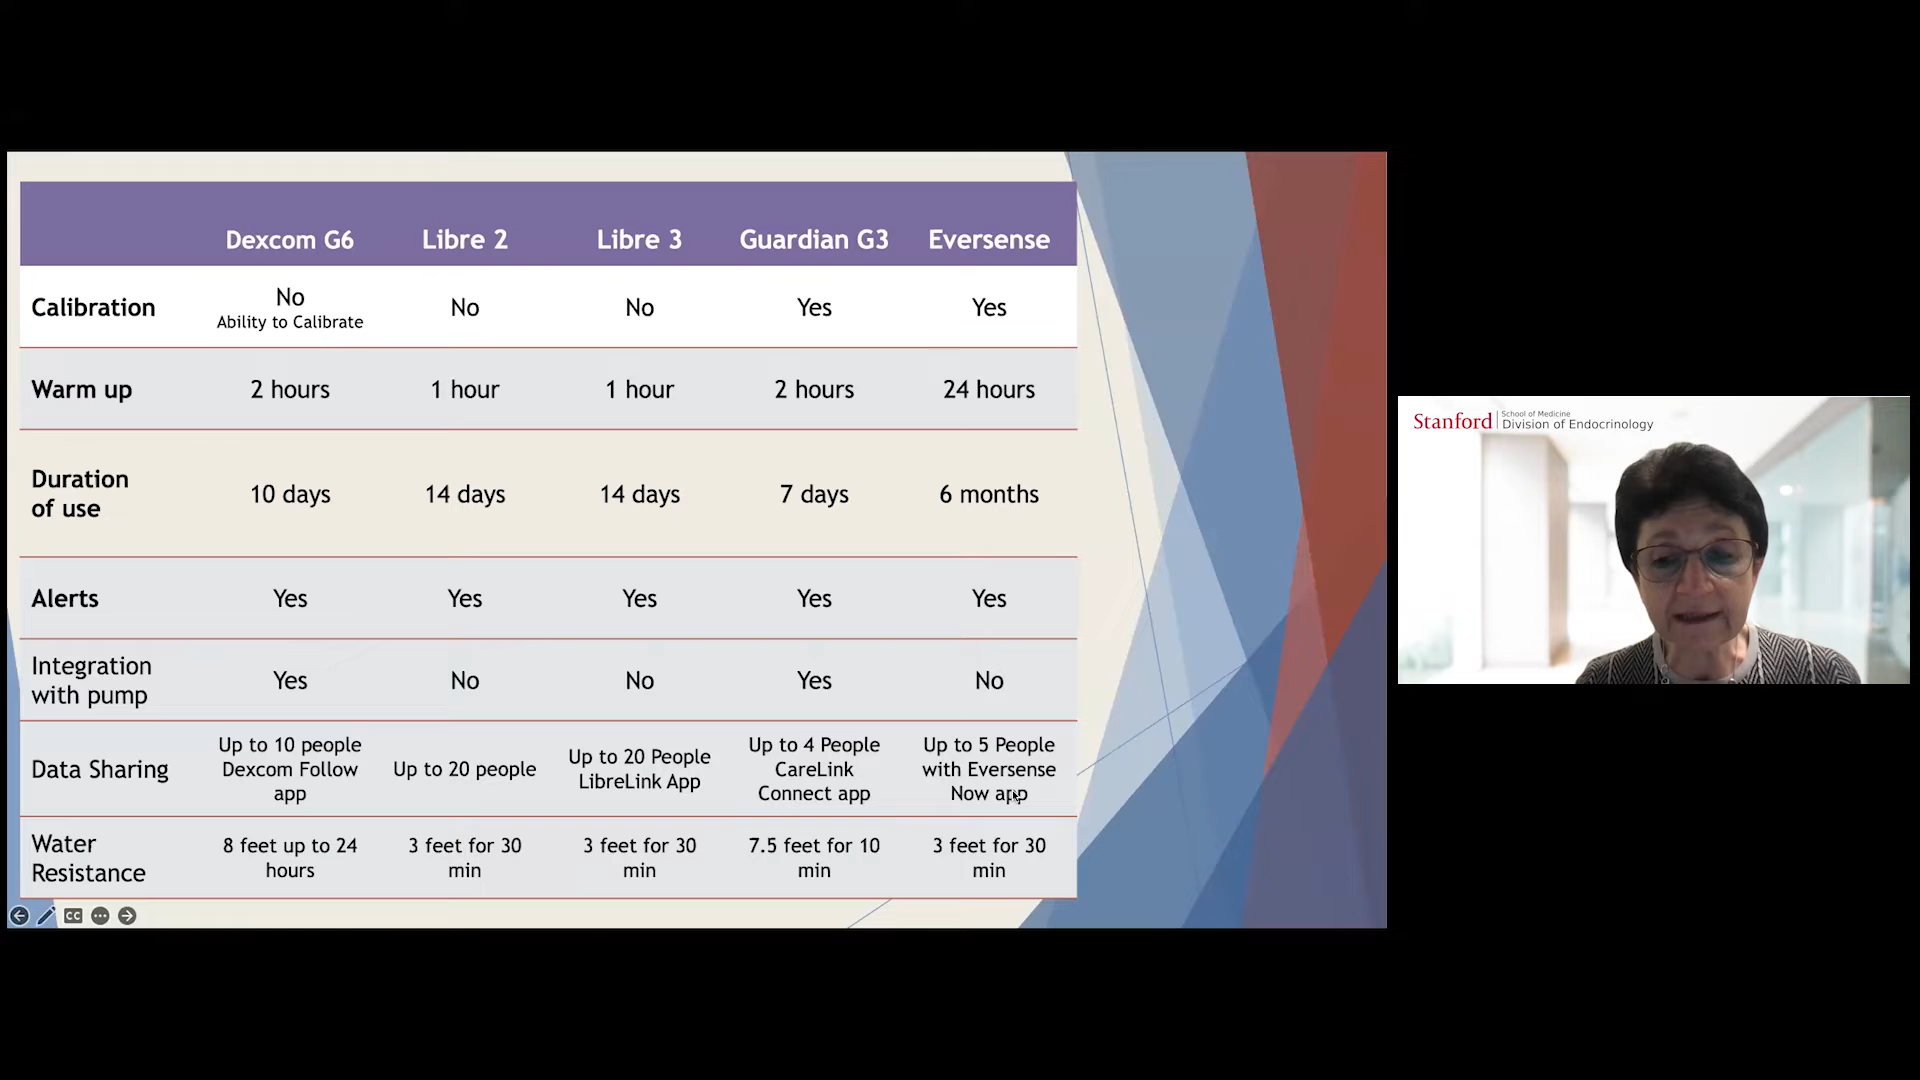 Dexcom G6 Libre 2 Libre 3 Guardian G3 Eversense
Calibration
No
Ability to Calibrate
No
No
Yes
Yes
Warm up
2 hours
1 hour
1 hour
2 hours
24 hours
Duration
of use
10 days
14 days
14 days
7 days
6 months
Alerts
Yes
Yes
Yes
Yes
Yes
Integration
with pump
Yes
No
No
Yes
No
Data Sharing
Up to 10 people
Dexcom Follow
app
Up to 20 people
Up to 20 People
LibreLink App
Up to 4 People
CareLink
Connect app
Up to 5 People
with Eversense
Now app
Water
Resistance
8 feet up to 24
hours
3 feet for 30
min
3 feet for 30
min
7.5 feet for 10
min
3 feet for 30
min
CC
Stanford
School of Medicine
Division of Endocrinology